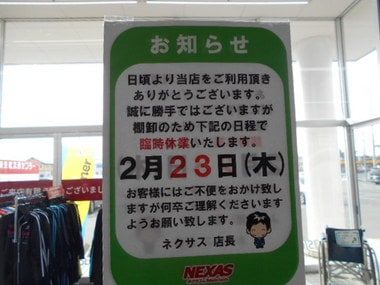 お知らせ
日頃より当店をご利用頂き
ありがとうございます。
誠に勝手ではございますが
棚卸のため下記の日程で
臨時休業いたします。
2月23日(木)
お客様にはご不便をおかけ致し
ますが何卒ご理解くださいます
ようお願い致します。
ネクサス 店長
NEXAS